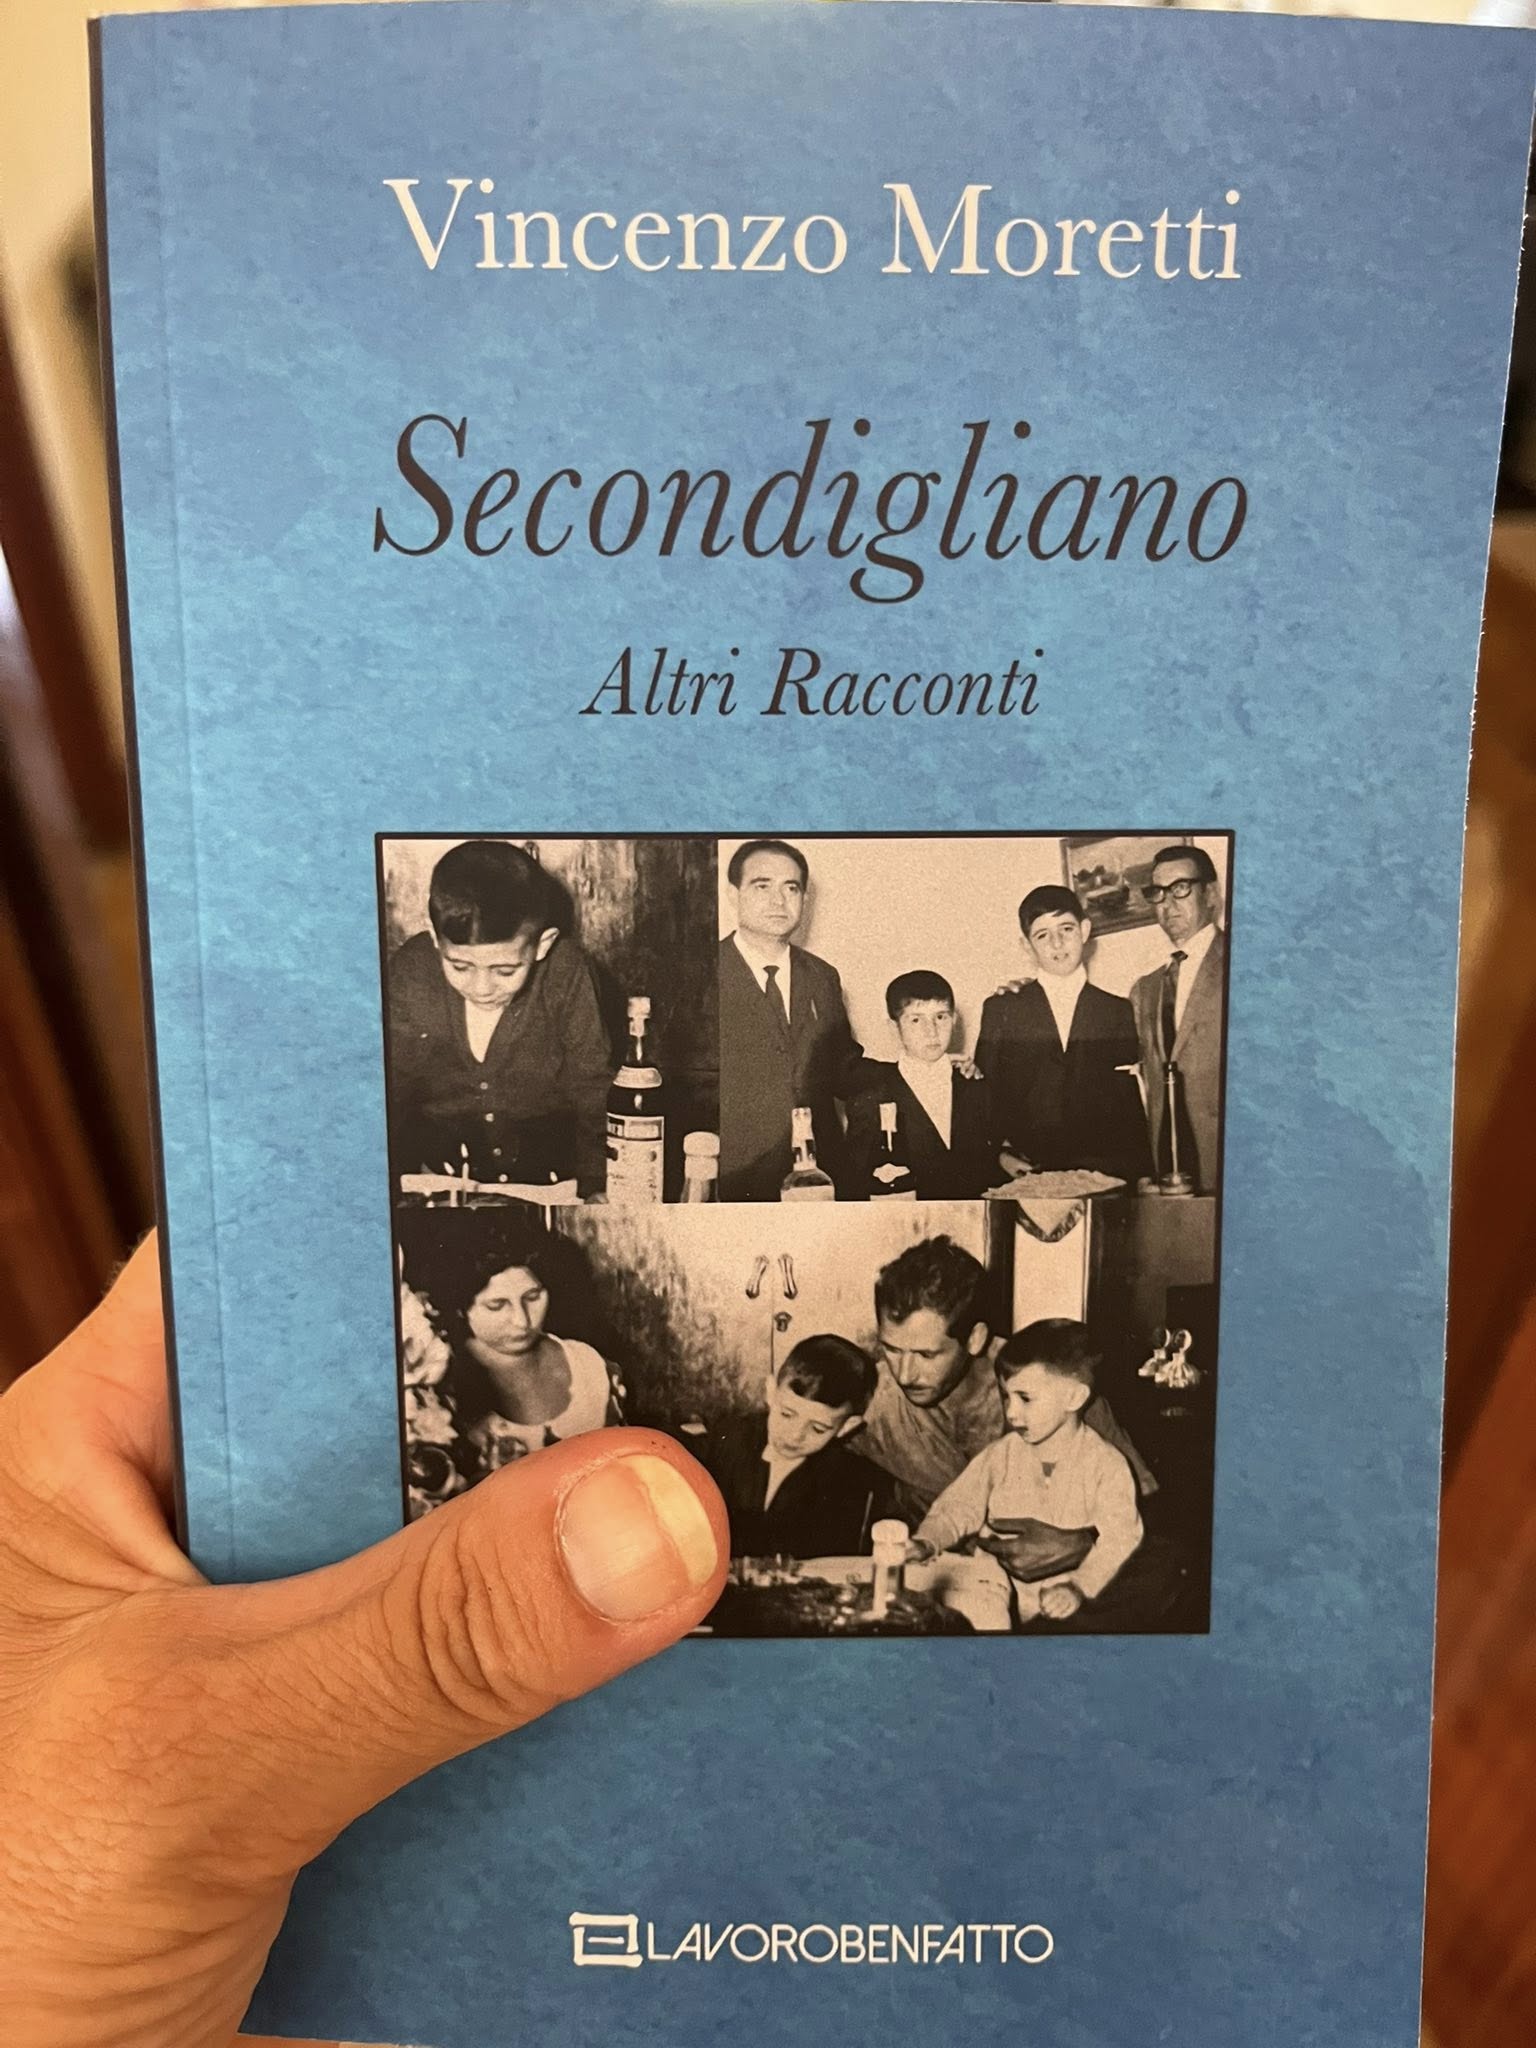 Vincenzo Moretti
Secondigliano
Altri Racconti
LAVOROBENFATTO